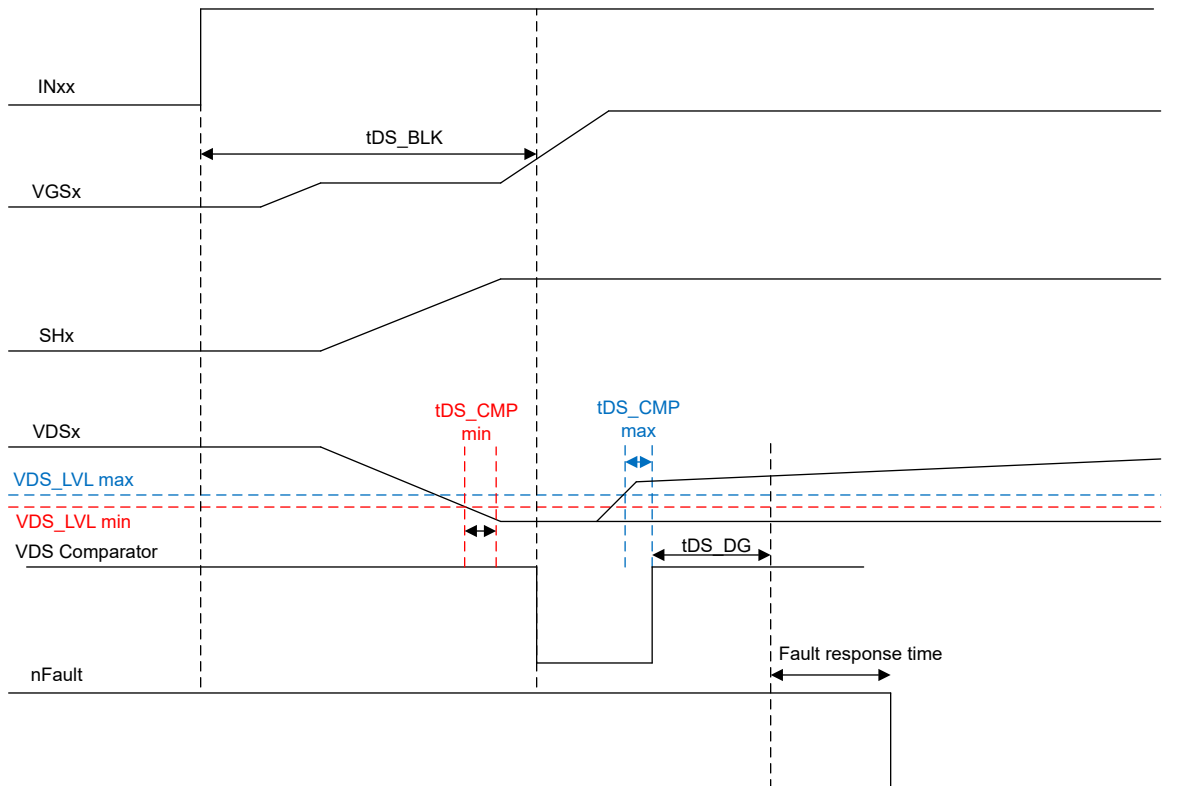 INxx
tDS_BLK
VGSx
SHx
tDS_CMP
min
tDS_CMP
max
VDSx
VDS_LVL max
VDS_LVL min
VDS Comparator
tDS_DG
Fault response time
nFault